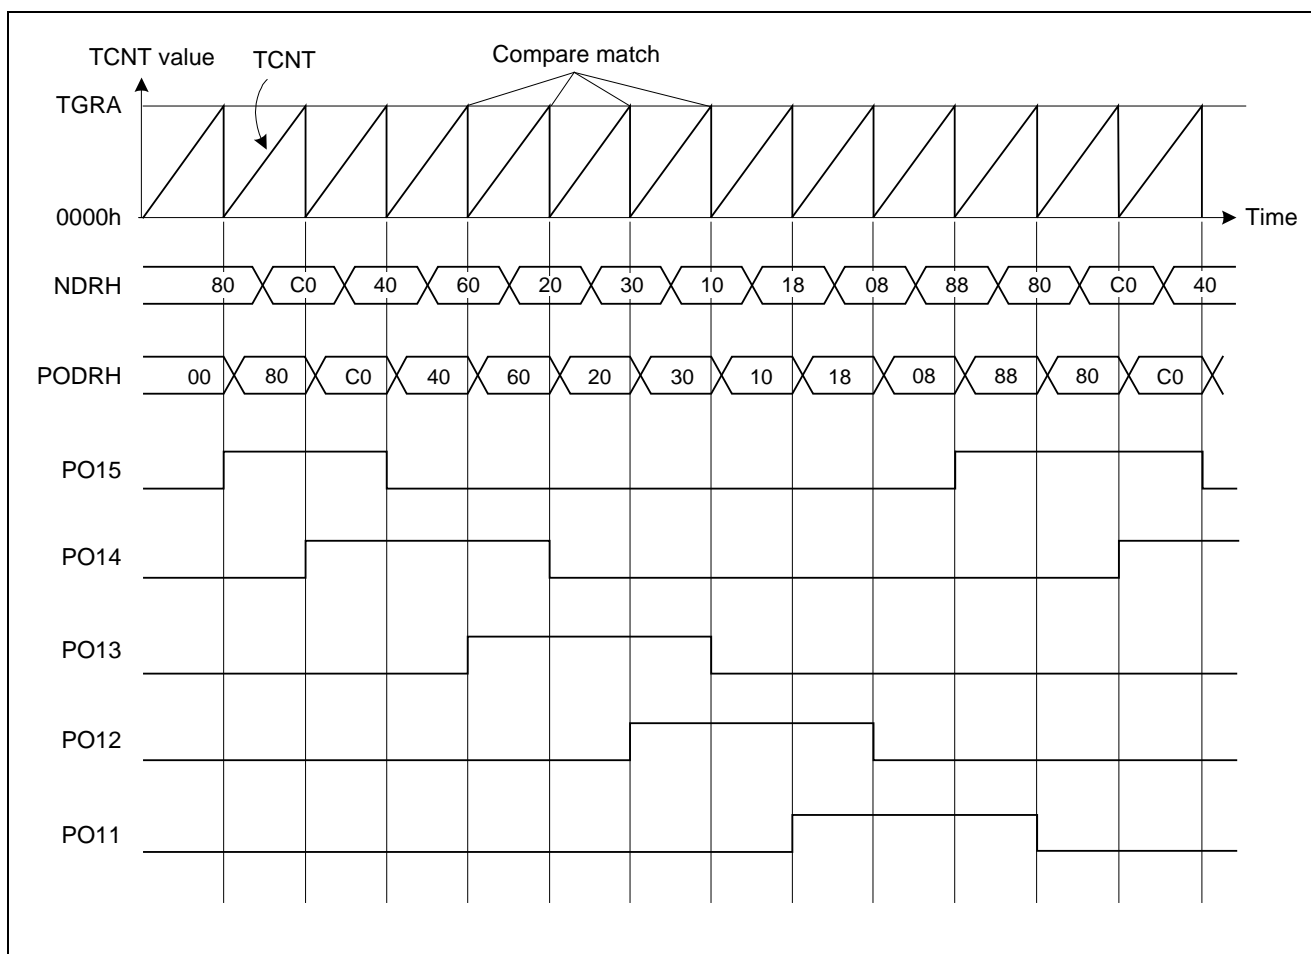 TCNT value
TCNT
Compare match
TGRA
0000h
Time
NDRH
80 C0 40 60 20 30 10 18 08 88 80 C0 40
PODRH
00 80 C0 40 60 20 30 10 18 08 88 80 C0
PO15
PO14
PO13
PO12
PO11